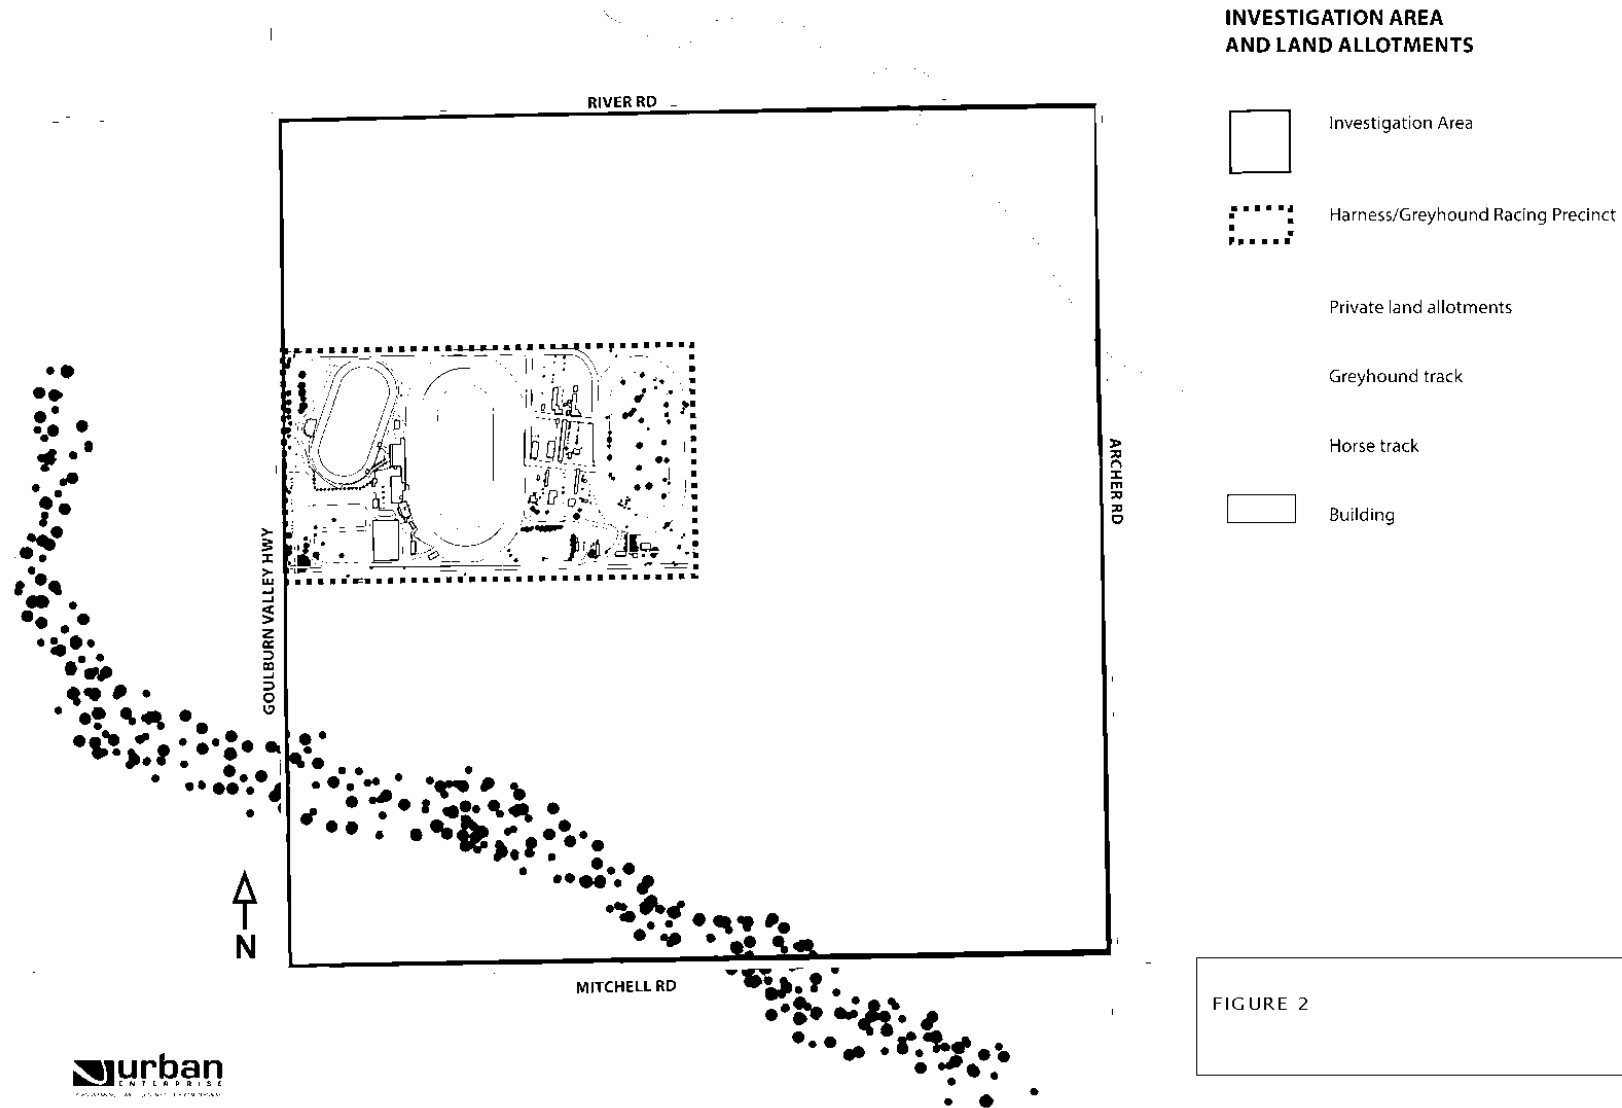 INVESTIGATION AREA
AND LAND ALLOTMENTS
RIVER RD
Investigation Area
Harness/Greyhound Racing Precinct
Private land allotments
Greyhound track
Horse track
Building
ARCHER RD
GOULBURN VALLEY HWY
N
MITCHELL RD
FIGURE 2
urban
ENTERPRISE